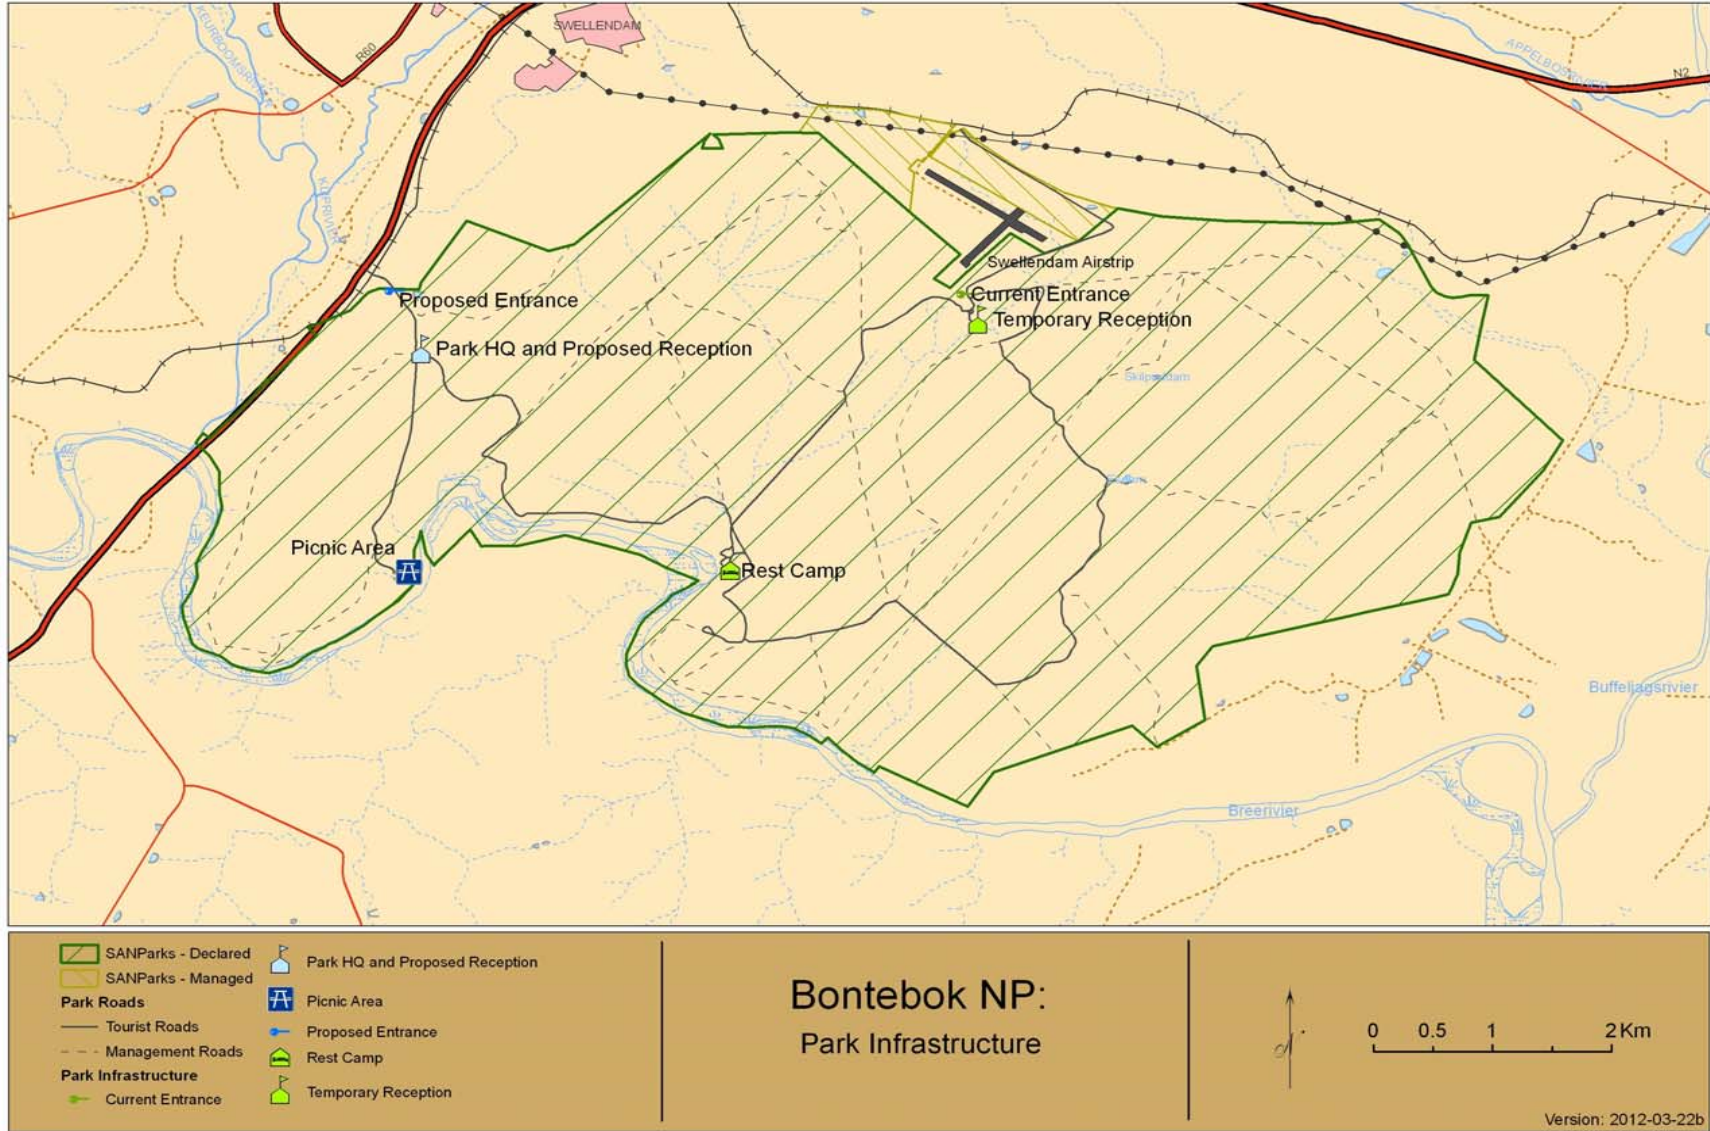 SWELLENDAM
KEURBOOMSRIVIER
R60
APPELBOSRIVIER
N2
KLIPRIVIER
Swellendam Airstrip
Proposed Entrance
Current Entrance
Temporary Reception
Park HQ and Proposed Reception
Picnic Area
Rest Camp
Buffeljagsrivier
Breerivier
SANParks - Declared
SANParks - Managed
Park Roads
Tourist Roads
Management Roads
Park Infrastructure
Current Entrance
Park HQ and Proposed Reception
Picnic Area
Proposed Entrance
Rest Camp
Temporary Reception
Bontebok NP:
Park Infrastructure
0 0.5 1 2 Km
Version: 2012-03-22b